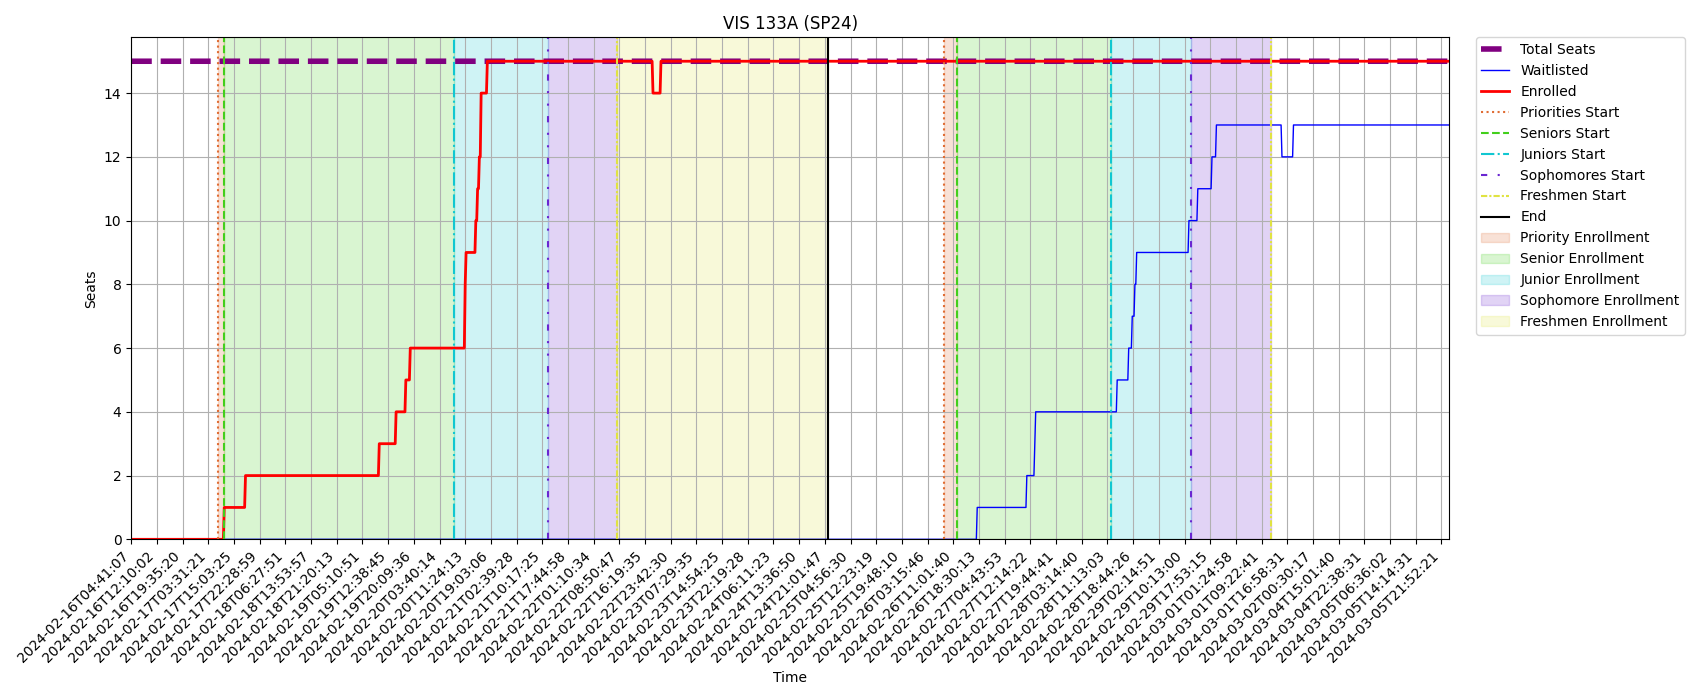 VIS 133A (SP24)
Total Seats
Waitlisted
Enrolled
Priorities Start
Seniors Start
Juniors Start
Sophomores Start
Freshmen Start
End
Priority Enrollment
Senior Enrollment
Junior Enrollment
Sophomore Enrollment
Freshmen Enrollment
Seats
14
12
10
8
6
4
2
0
2024-02-16T04:41:07
2024-02-16T12:10:02
2024-02-16T19:35:20
2024-02-17T03:31:21
2024-02-17T15:03:25
2024-02-17T22:28:59
2024-02-18T06:27:51
2024-02-18T13:53:57
2024-02-18T21:20:13
2024-02-19T05:10:51
2024-02-19T12:38:45
2024-02-19T20:09:36
2024-02-20T03:40:14
2024-02-20T11:24:13
2024-02-20T19:03:06
2024-02-21T02:39:28
2024-02-21T10:17:25
2024-02-21T17:44:58
2024-02-22T01:10:34
2024-02-22T08:50:47
2024-02-22T16:19:35
2024-02-22T23:42:30
2024-02-23T07:29:35
2024-02-23T14:54:25
2024-02-23T22:19:28
2024-02-24T06:11:23
2024-02-24T13:36:50
2024-02-24T21:01:47
2024-02-25T04:56:30
2024-02-25T12:23:19
2024-02-25T19:48:10
2024-02-26T03:15:46
2024-02-26T11:01:40
2024-02-26T18:30:13
2024-02-27T04:43:53
2024-02-27T12:14:22
2024-02-27T19:44:41
2024-02-28T03:14:40
2024-02-28T11:13:03
2024-02-28T18:44:26
2024-02-29T02:14:51
2024-02-29T10:13:00
2024-02-29T17:53:15
2024-03-01T01:24:58
2024-03-01T09:22:41
2024-03-01T16:58:31
2024-03-02T00:30:17
2024-03-04T15:01:40
2024-03-04T22:38:31
2024-03-05T06:36:02
2024-03-05T14:14:31
2024-03-05T21:52:21
Time